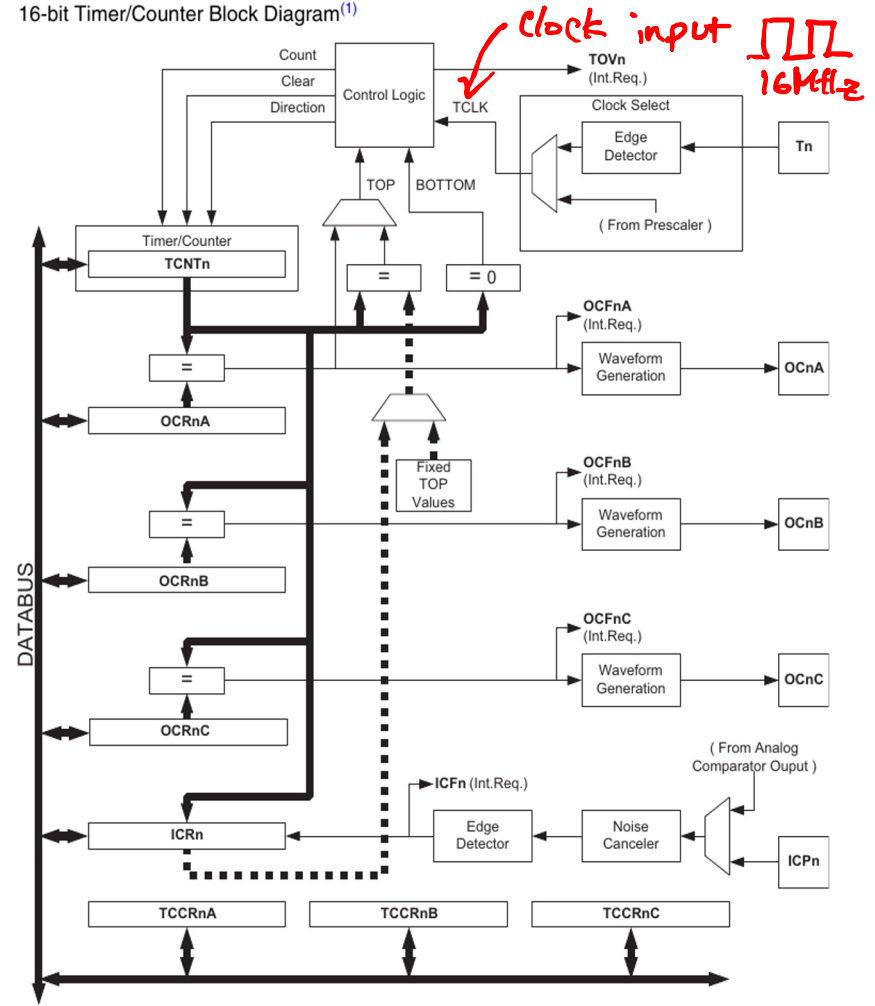 16-bit Timer/Counter Block Diagram(1)
Clock input
16MHz
Count
Clear
Direction
Control Logic
TOVn
(Int.Req.)
TCLK
Clock Select
Edge
Detector
Tn
TOP
BOTTOM
( From Prescaler )
Timer/Counter
TCNTn
=
= 0
=
OCRnA
OCFnA
(Int.Req.)
Waveform
Generation
OCnA
Fixed
TOP
Values
=
OCRnB
OCFnB
(Int.Req.)
Waveform
Generation
OCnB
DATABUS
=
OCRnC
OCFnC
(Int.Req.)
Waveform
Generation
OCnC
( From Analog
Comparator Ouput )
ICFn (Int.Req.)
ICRn
Edge
Detector
Noise
Canceler
ICPn
TCCRnA
TCCRnB
TCCRnC